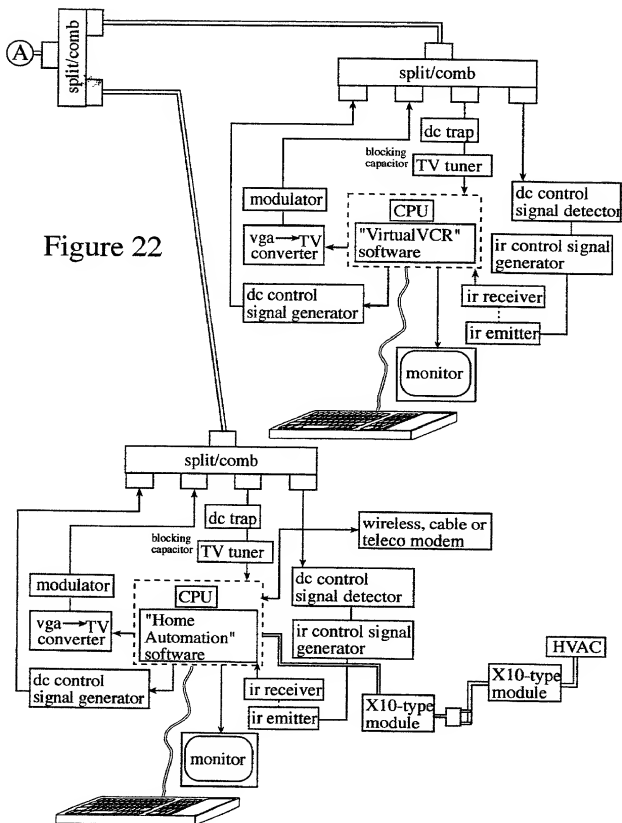 A
split/comb
split/comb
dc trap
blocking
capacitor
TV tuner
modulator
CPU
dc control
signal detector
vga→TV
converter
"VirtualVCR"
software
ir control signal
generator
Figure 22
dc control
signal generator
ir receiver
ir emitter
monitor
split/comb
dc trap
blocking
capacitor
TV tuner
wireless, cable or
teleco modem
modulator
CPU
dc control
signal detector
vga→TV
converter
"Home
Automation"
software
ir control signal
generator
dc control
signal generator
ir receiver
ir emitter
X10-type
module
X10-type
module
HVAC
monitor